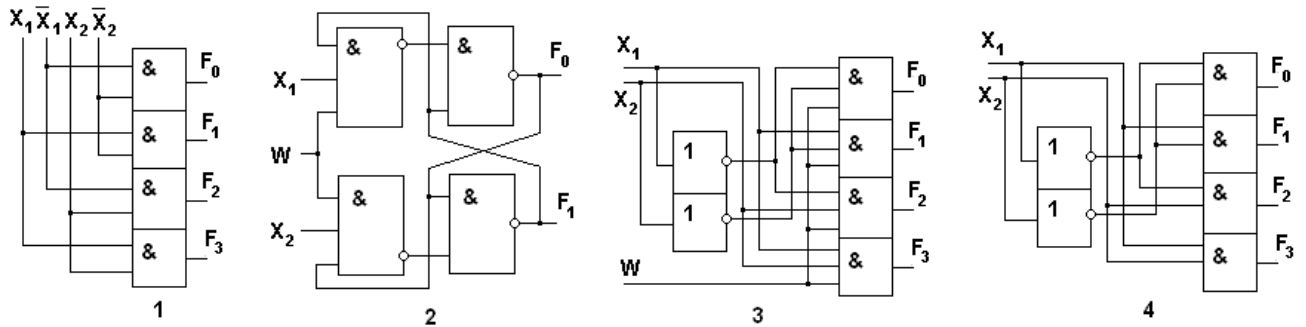 X₁ X̅₁ X₂ X̅₂
& F₀
& F₁
& F₂
& F₃
1
& & F₀
X₁
W
& & F₁
X₂
2
X₁
X₂
& F₀
& F₁
1
1
& F₂
& F₃
W
3
X₁
X₂
& F₀
& F₁
1
1
& F₂
& F₃
4